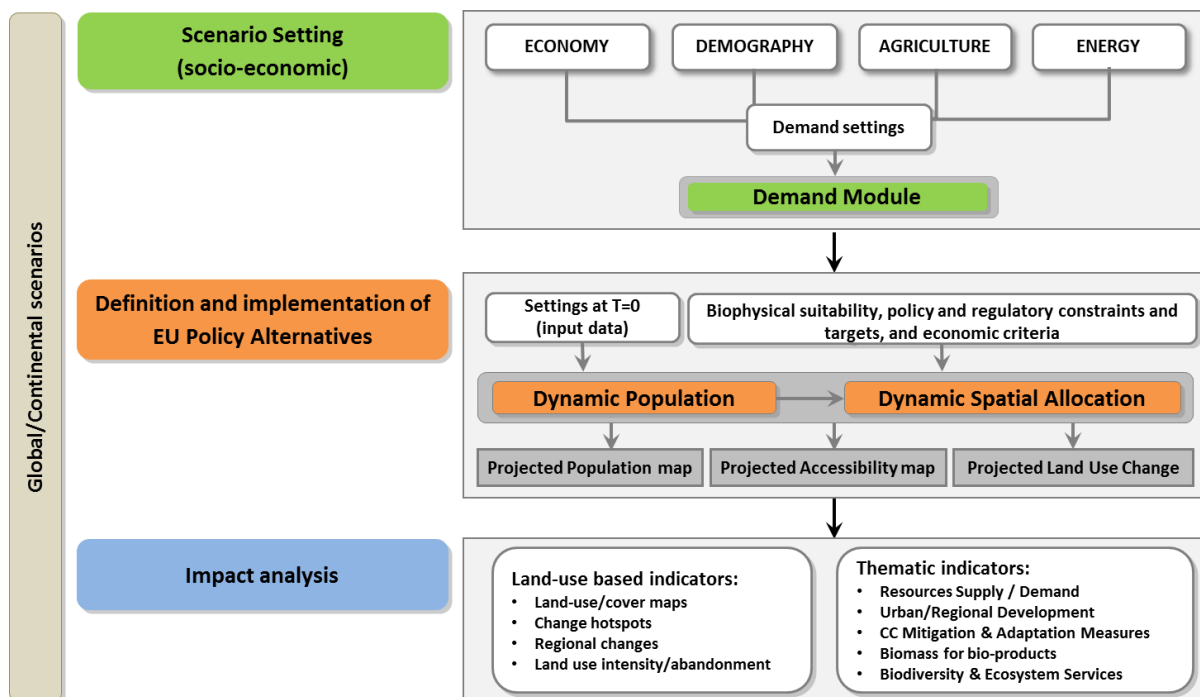 Global/Continental scenarios
Scenario Setting
(socio-economic)
ECONOMY
DEMOGRAPHY
AGRICULTURE
ENERGY
Demand settings
Demand Module
Definition and implementation of
EU Policy Alternatives
Settings at T=0
(input data)
Biophysical suitability, policy and regulatory constraints and
targets, and economic criteria
Dynamic Population
Dynamic Spatial Allocation
Projected Population map
Projected Accessibility map
Projected Land Use Change
Impact analysis
Land-use based indicators:
• Land-use/cover maps
• Change hotspots
• Regional changes
• Land use intensity/abandonment
Thematic indicators:
• Resources Supply / Demand
• Urban/Regional Development
• CC Mitigation & Adaptation Measures
• Biomass for bio-products
• Biodiversity & Ecosystem Services